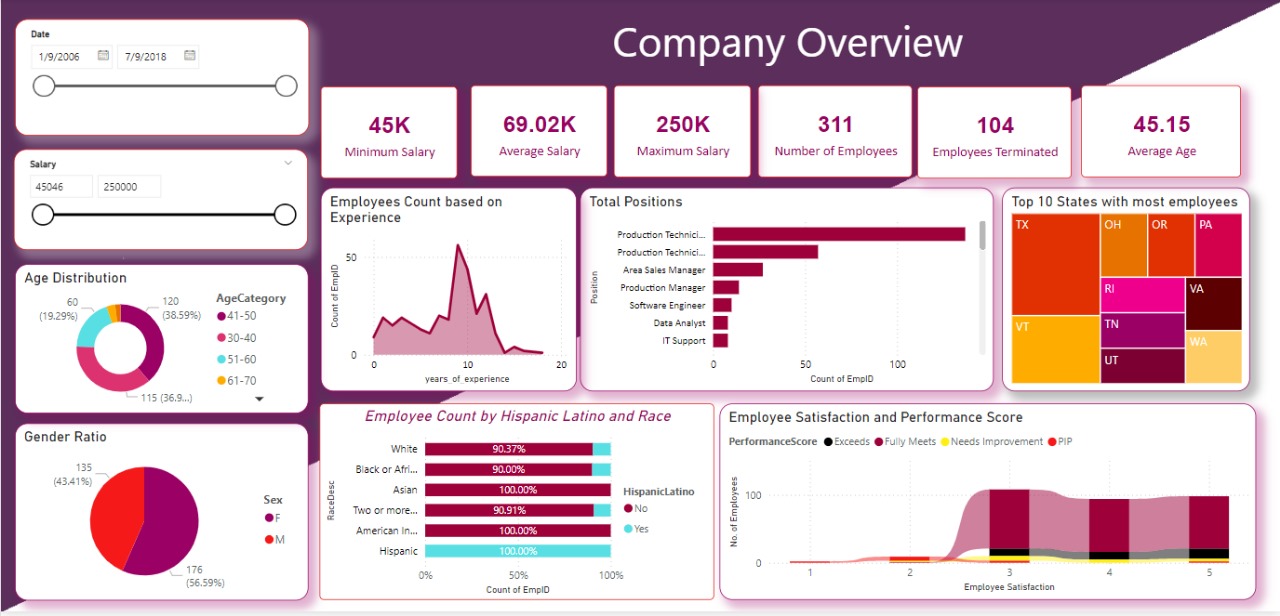 Company Overview
Date
1/9/2006
7/9/2018
Salary
45046
250000
45K
Minimum Salary
69.02K
Average Salary
250K
Maximum Salary
311
Number of Employees
104
Employees Terminated
45.15
Average Age
Age Distribution
60
(19.29%)
120
(38.59%)
115 (36.9...)
AgeCategory
41-50
30-40
51-60
61-70
Gender Ratio
135
(43.41%)
176
(56.59%)
Sex
F
M
Employees Count based on
Experience
Count of EmpID
50
0
0
10
20
years_of_experience
Total Positions
Position
Production Technici...
Production Technici...
Area Sales Manager
Production Manager
Software Engineer
Data Analyst
IT Support
0
50
100
Count of EmpID
Top 10 States with most employees
TX
OH
OR
PA
RI
VA
VT
TN
WA
UT
Employee Count by Hispanic Latino and Race
RaceDesc
White
90.37%
Black or Afri...
90.00%
Asian
100.00%
Two or more...
90.91%
American In...
100.00%
Hispanic
100.00%
0%
50%
100%
Count of EmpID
HispanicLatino
No
Yes
Employee Satisfaction and Performance Score
PerformanceScore
Exceeds
Fully Meets
Needs Improvement
PIP
No. of Employees
100
0
1
2
3
4
5
Employee Satisfaction